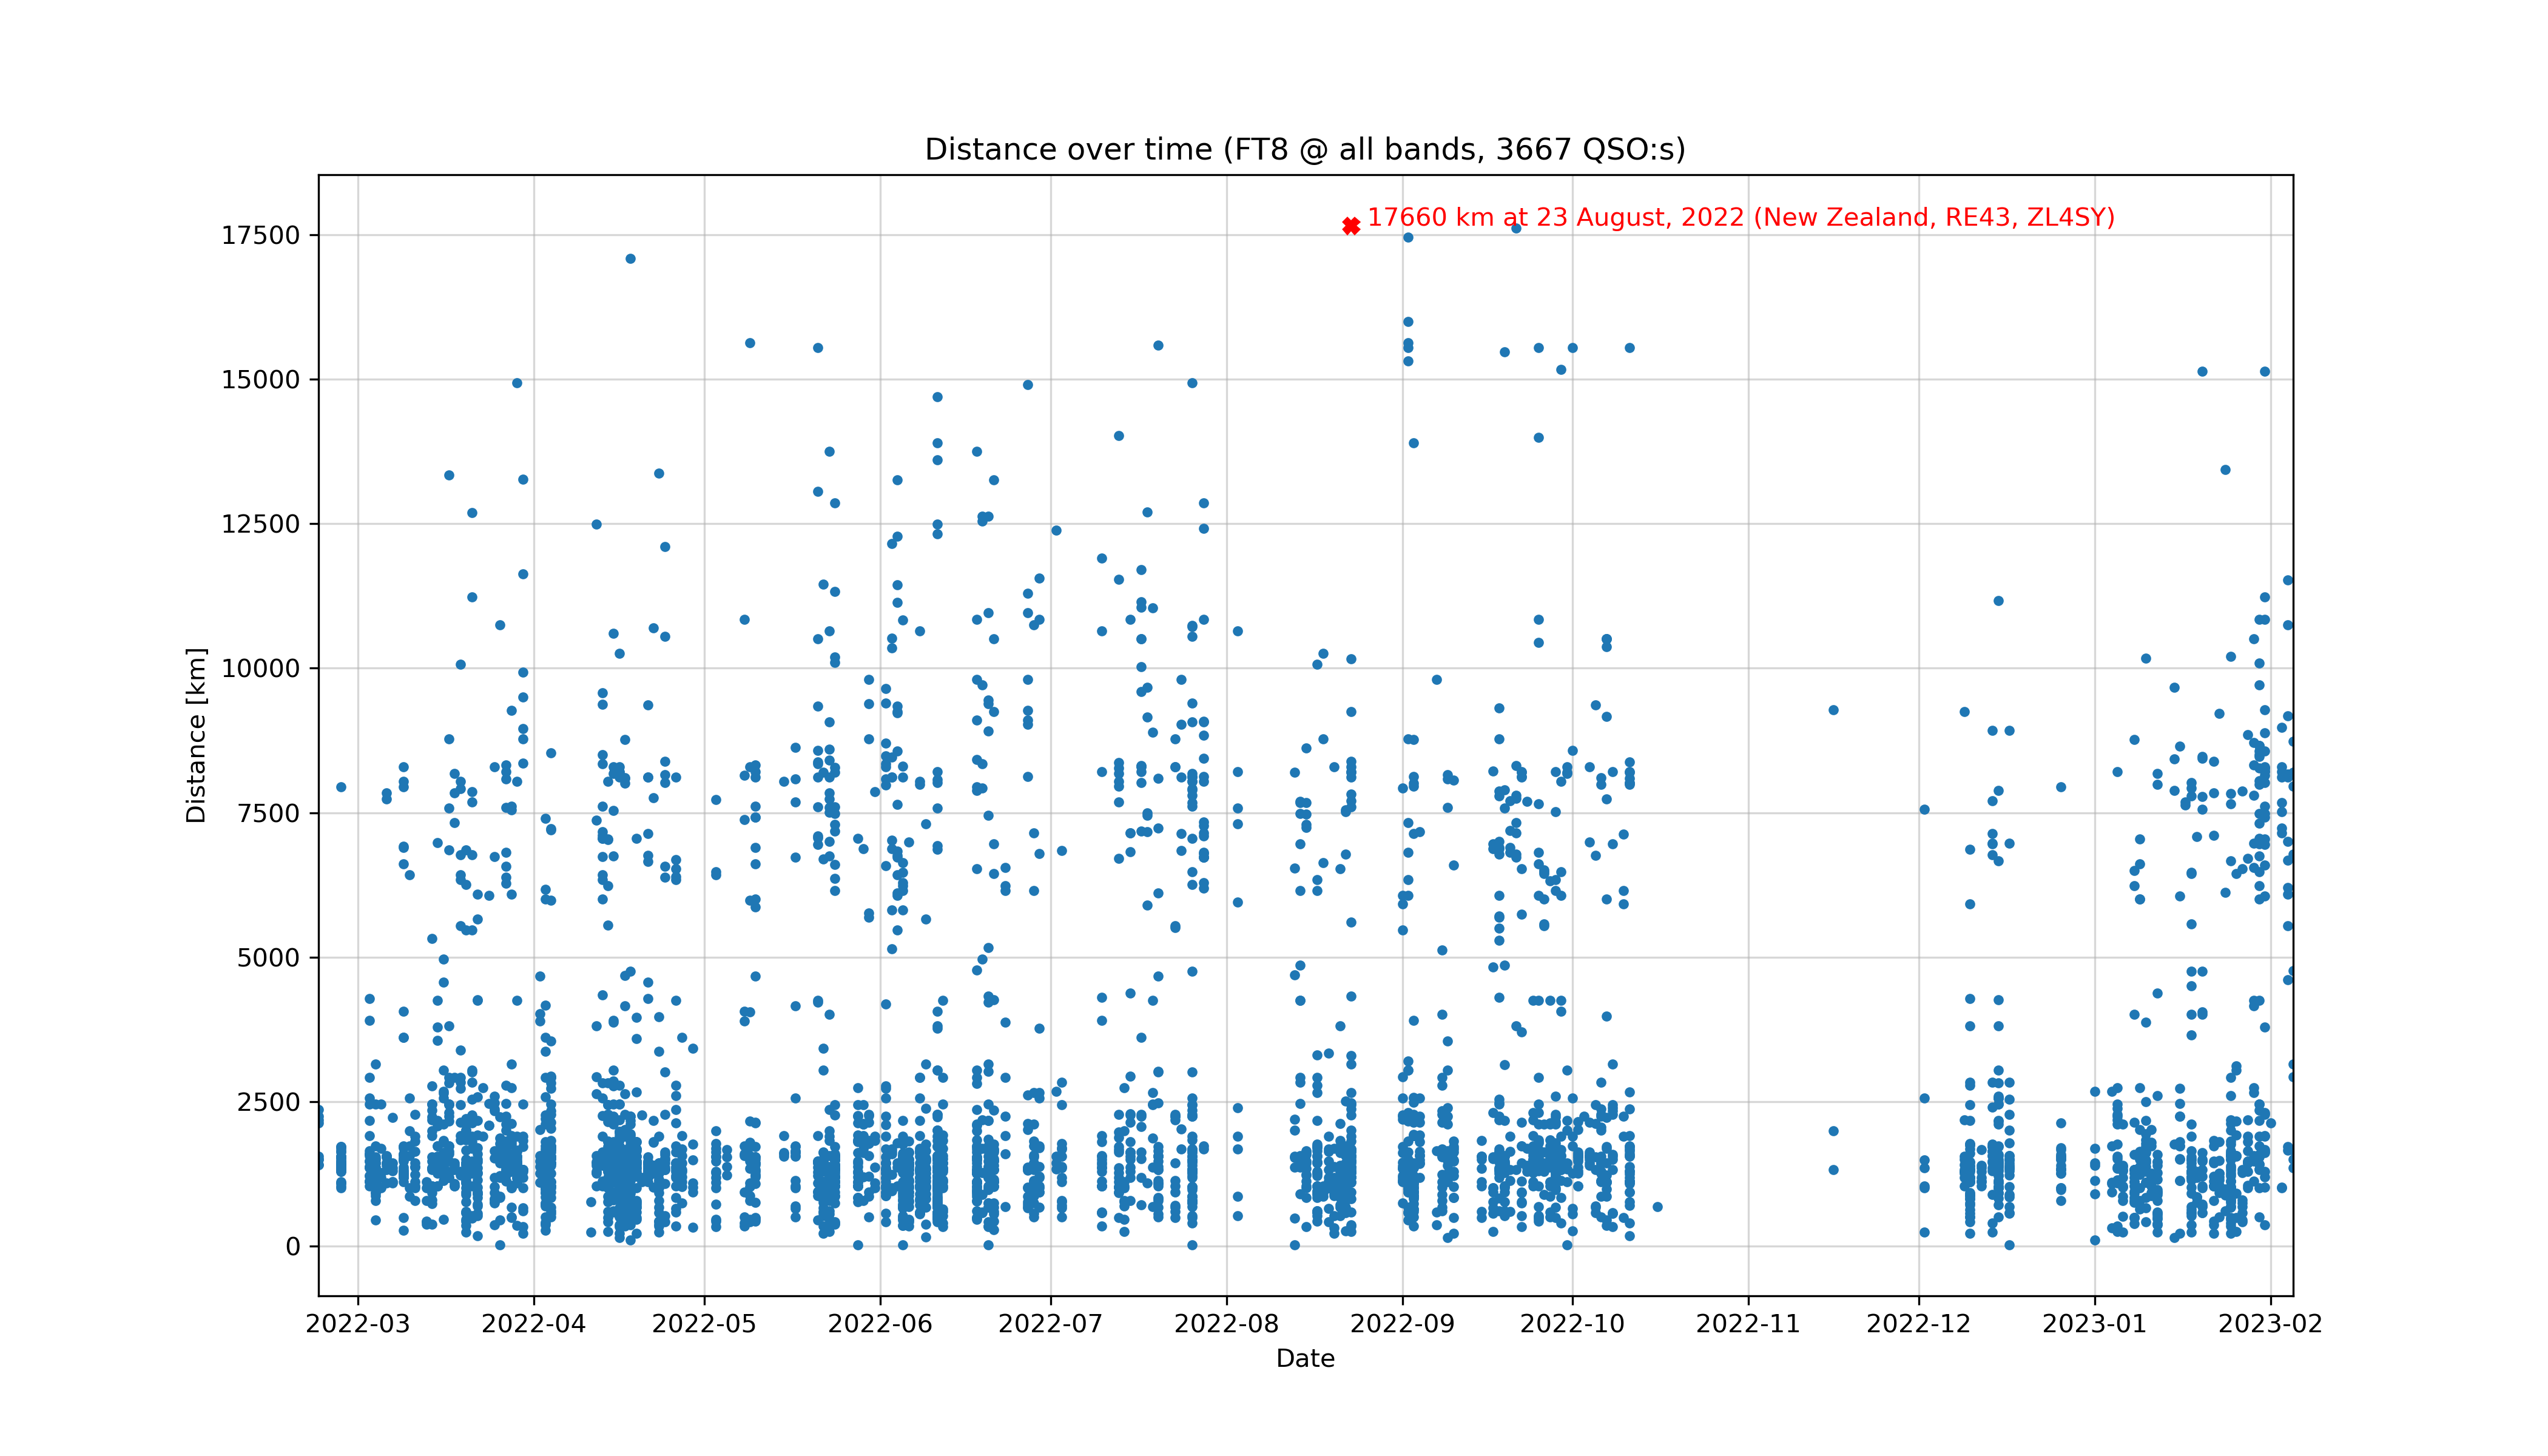 Distance over time (FT8 @ all bands, 3667 QSO:s)
17660 km at 23 August, 2022 (New Zealand, RE43, ZL4SY)
17500
15000
12500
10000
7500
5000
2500
0
Distance [km]
2022-03 2022-04 2022-05 2022-06 2022-07 2022-08 2022-09 2022-10 2022-11 2022-12 2023-01 2023-02
Date